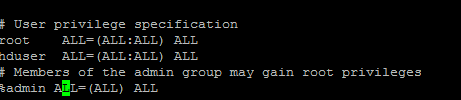 # User privilege specification
root    ALL=(ALL:ALL) ALL
hduser  ALL=(ALL:ALL) ALL
# Members of the admin group may gain root privileges
%admin ALL=(ALL) ALL